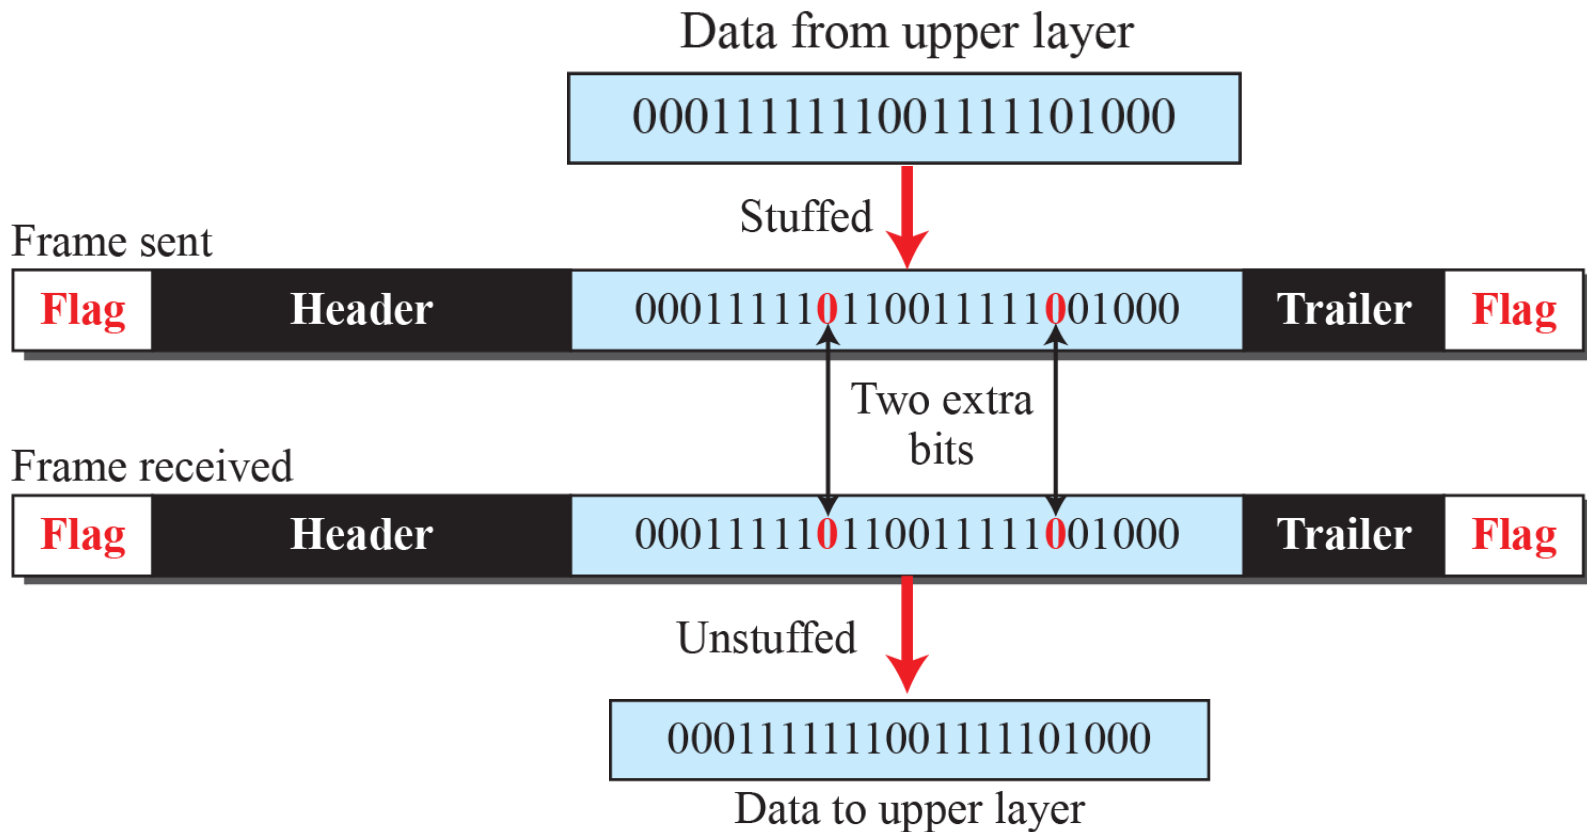 Data from upper layer
0001111111001111101000
Stuffed
Frame sent
Flag Header 000111110110011111001000 Trailer Flag
Two extra
bits
Frame received
Flag Header 000111110110011111001000 Trailer Flag
Unstuffed
0001111111001111101000
Data to upper layer